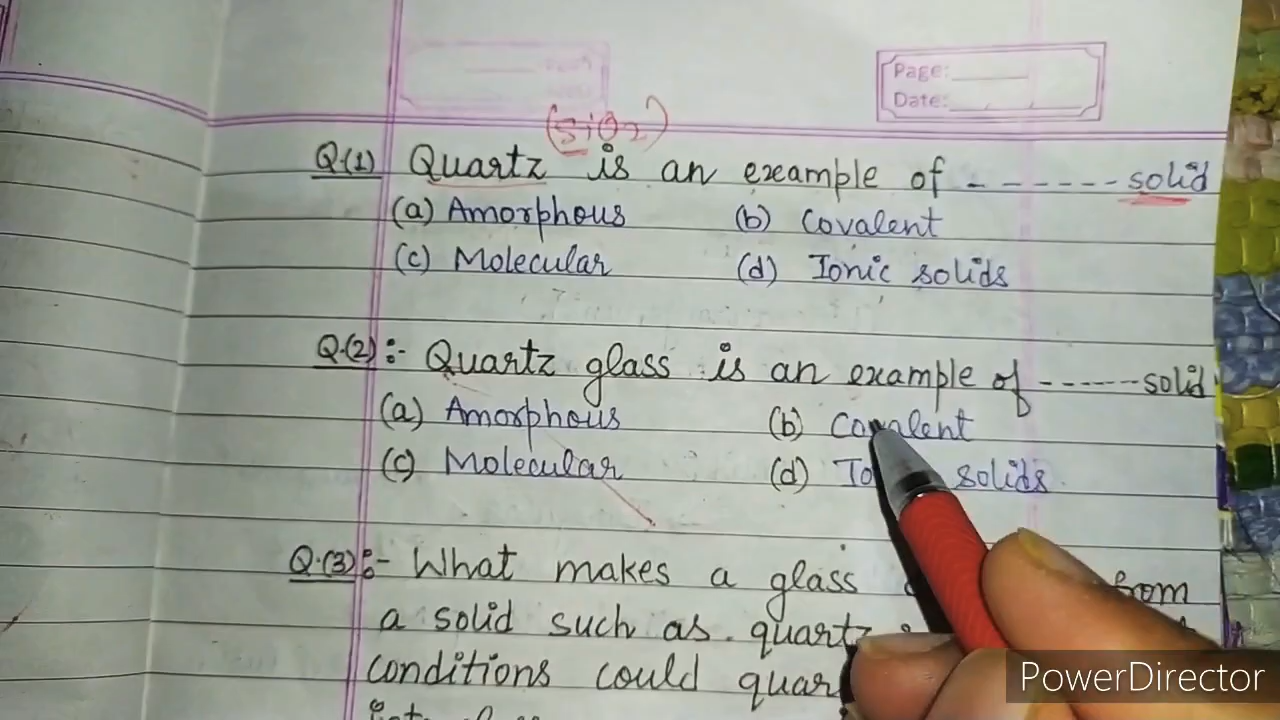 Page:
Date:
(SiO2)
Q.(1) Quartz is an example of ------- solid
(a) Amorphous (b) Covalent
(c) Molecular (d) Ionic solids
Q.(2):- Quartz glass is an example of ------ solid
(a) Amorphous (b) Covalent
(c) Molecular (d) solids
Q.(3):- What makes a glass from
a solid such as quartz
conditions could
PowerDirector